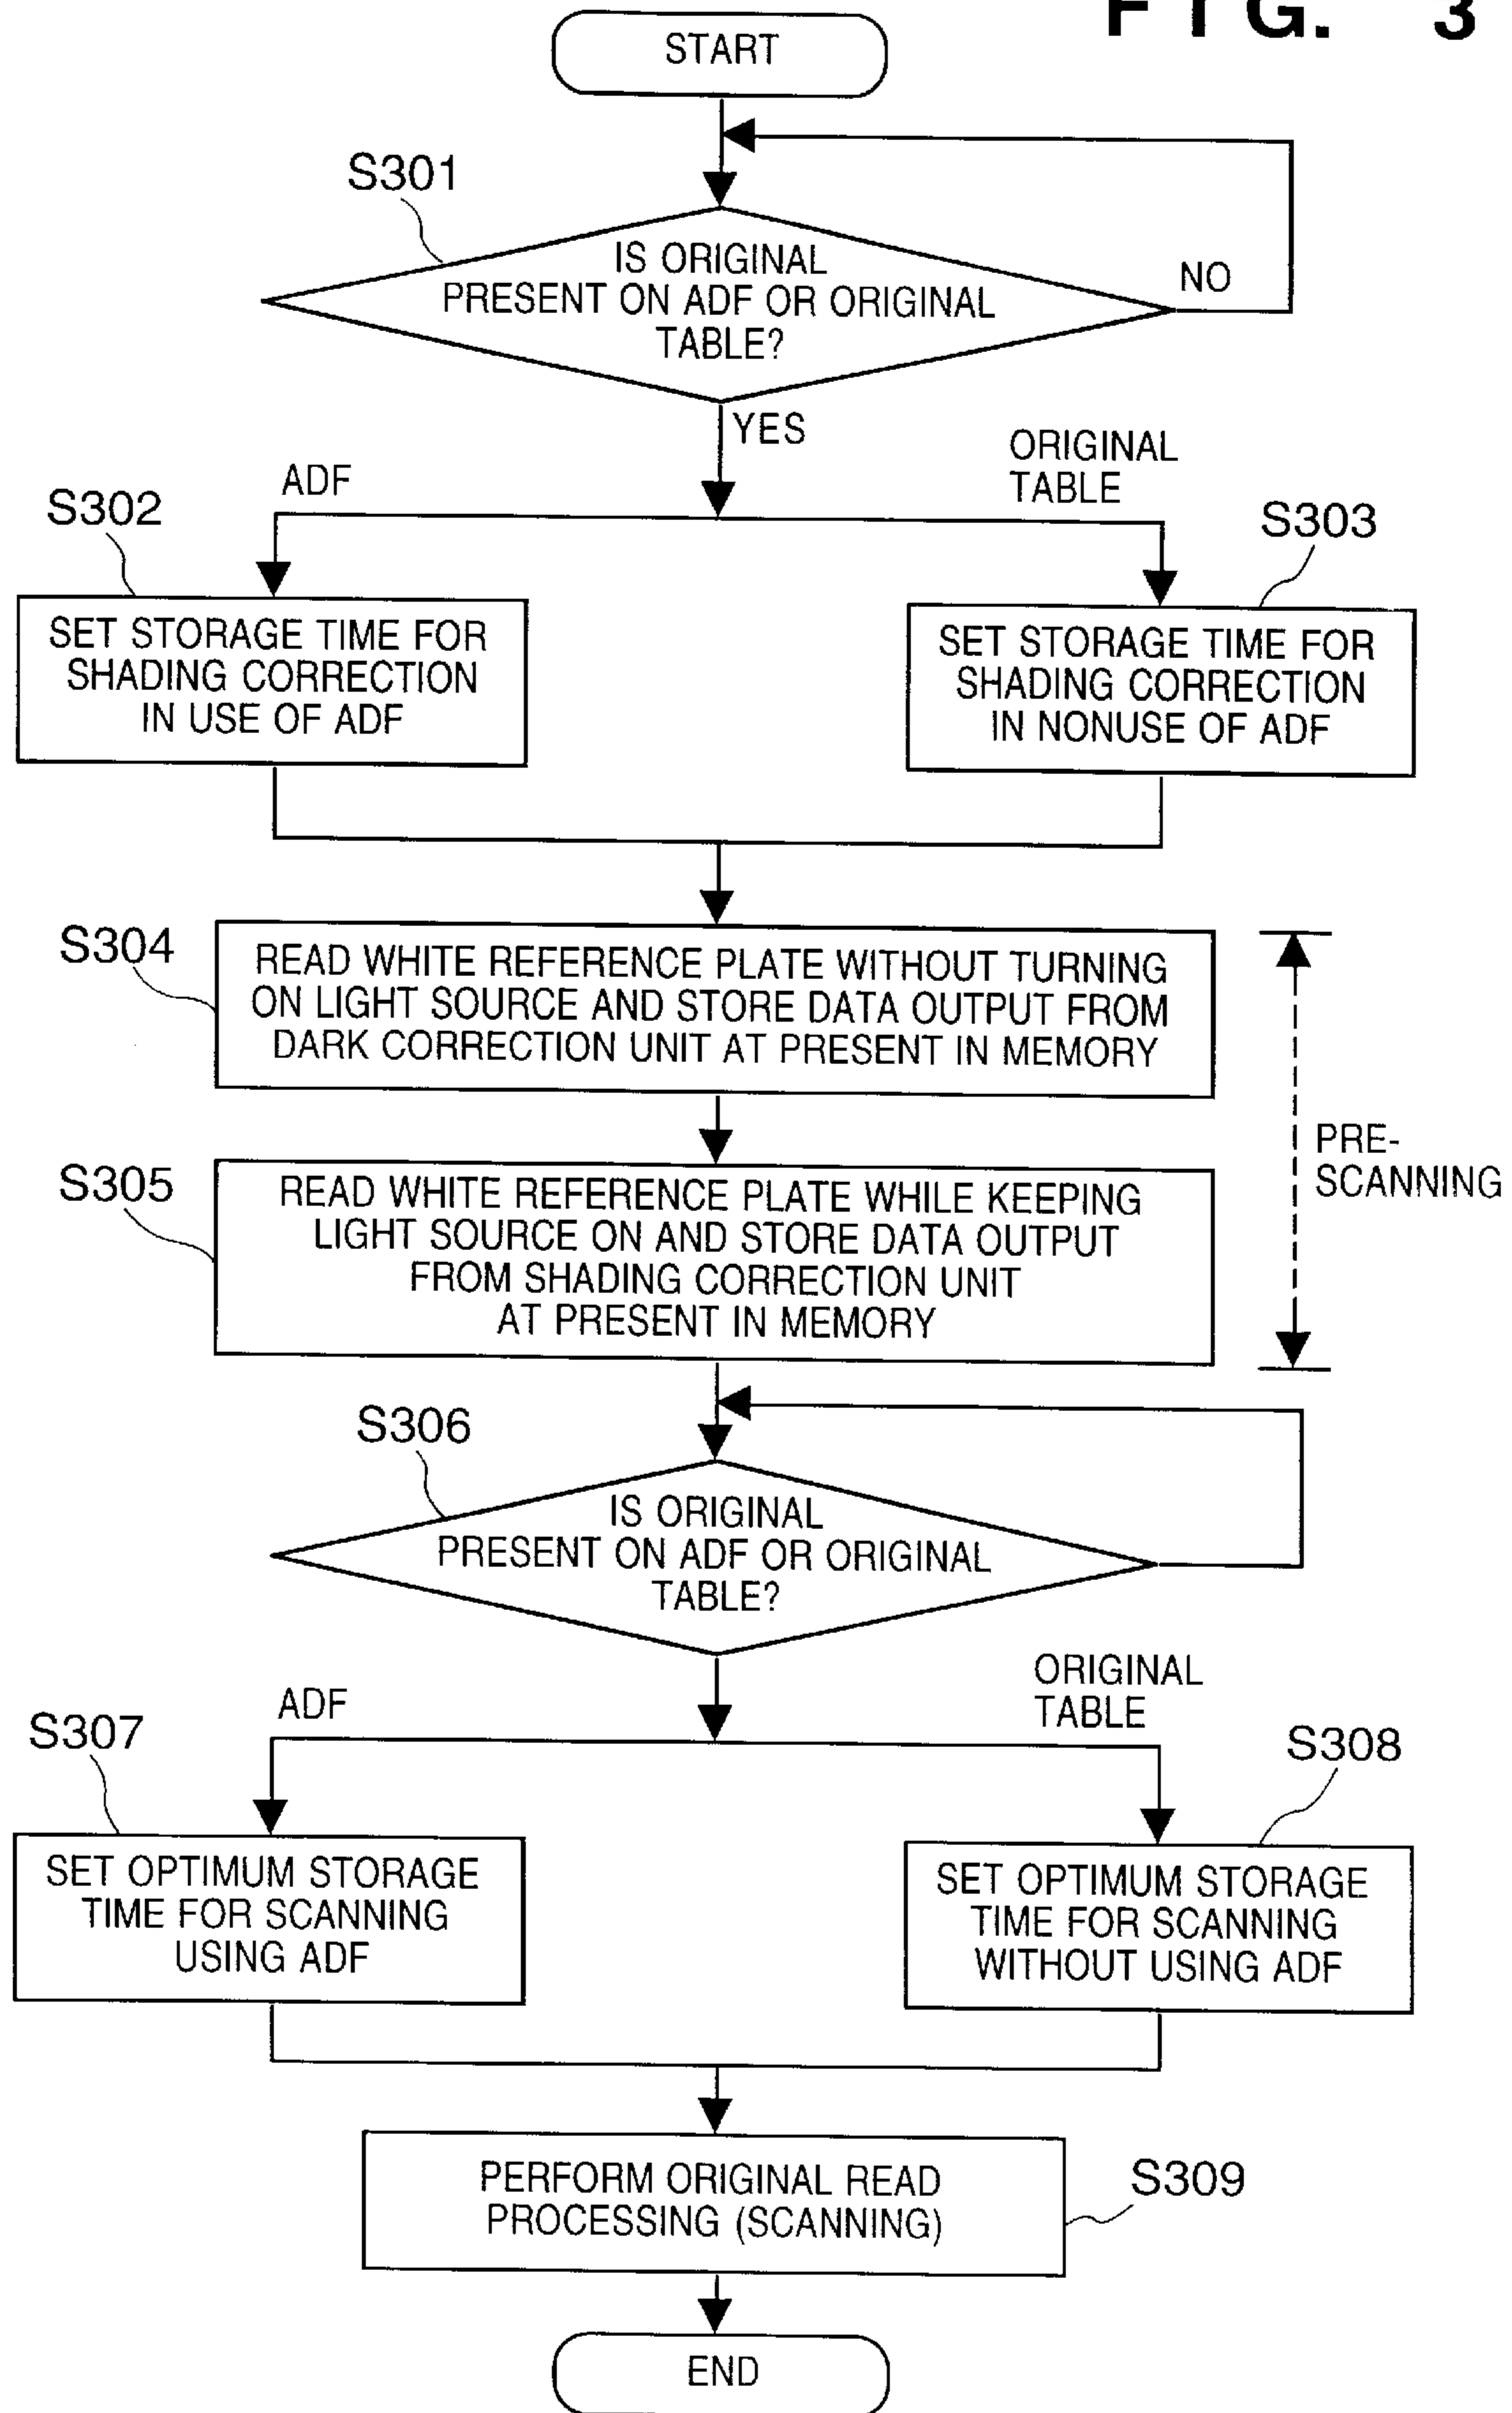 FIG. 3
START
S301
IS ORIGINAL
PRESENT ON ADF OR ORIGINAL
TABLE?
NO
YES
ADF
ORIGINAL
TABLE
S302
S303
SET STORAGE TIME FOR
SHADING CORRECTION
IN USE OF ADF
SET STORAGE TIME FOR
SHADING CORRECTION
IN NONUSE OF ADF
S304
READ WHITE REFERENCE PLATE WITHOUT TURNING
ON LIGHT SOURCE AND STORE DATA OUTPUT FROM
DARK CORRECTION UNIT AT PRESENT IN MEMORY
PRE-
SCANNING
S305
READ WHITE REFERENCE PLATE WHILE KEEPING
LIGHT SOURCE ON AND STORE DATA OUTPUT
FROM SHADING CORRECTION UNIT
AT PRESENT IN MEMORY
S306
IS ORIGINAL
PRESENT ON ADF OR ORIGINAL
TABLE?
ADF
ORIGINAL
TABLE
S307
S308
SET OPTIMUM STORAGE
TIME FOR SCANNING
USING ADF
SET OPTIMUM STORAGE
TIME FOR SCANNING
WITHOUT USING ADF
PERFORM ORIGINAL READ
PROCESSING (SCANNING)
S309
END